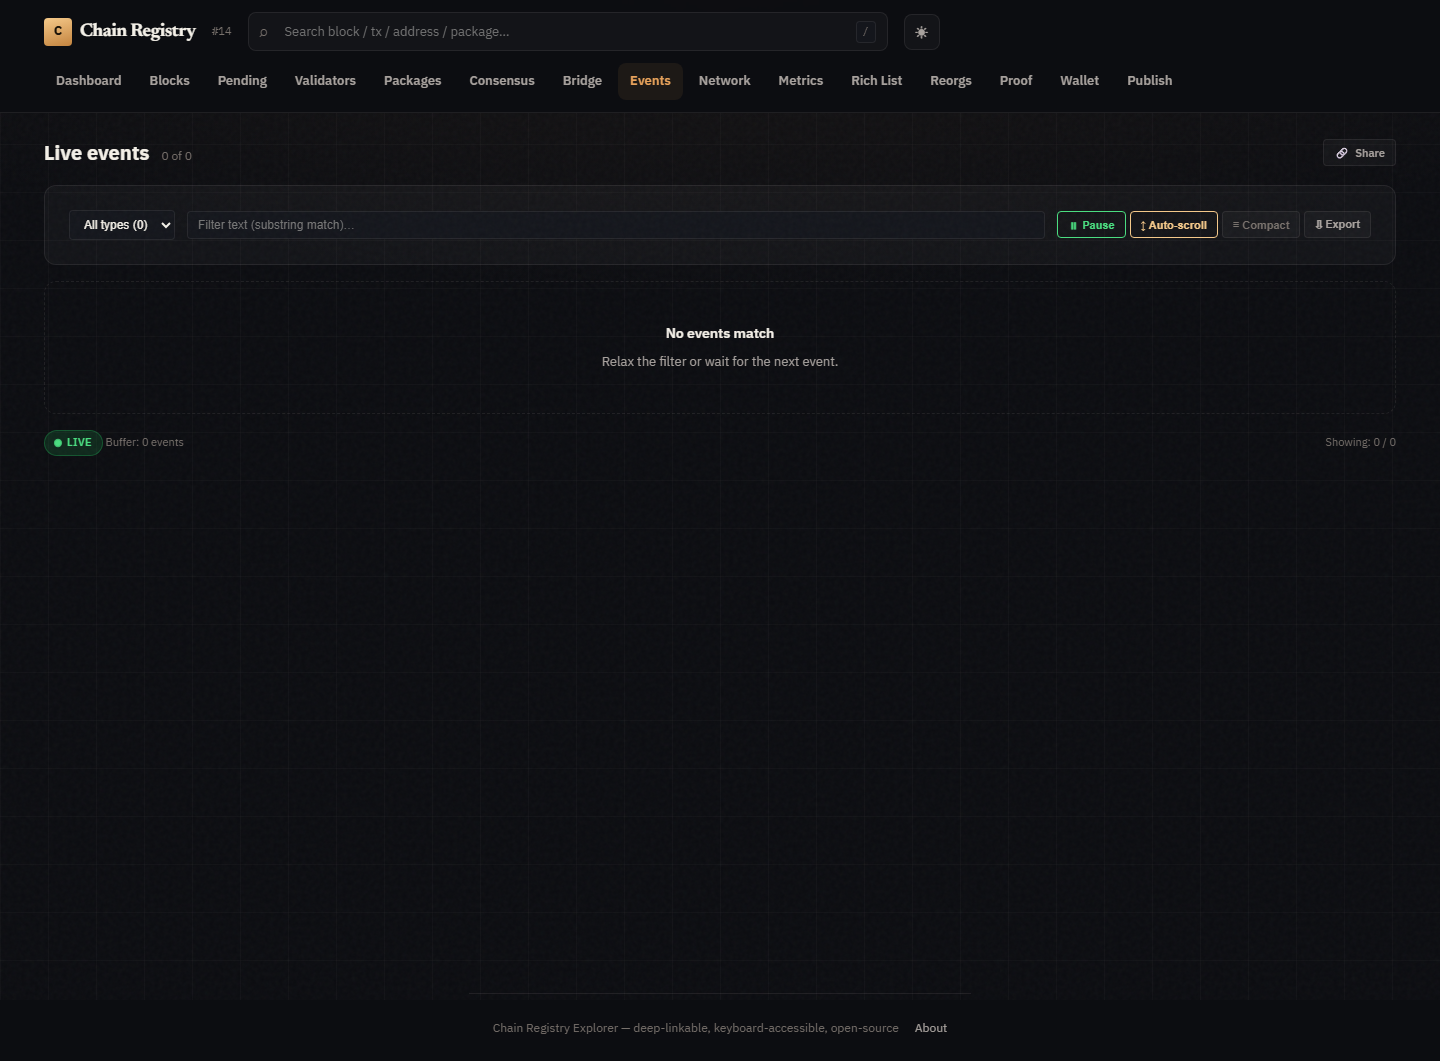 C Chain Registry #14 Search block / tx / address / package... /
Dashboard Blocks Pending Validators Packages Consensus Bridge Events Network Metrics Rich List Reorgs Proof Wallet Publish
Live events 0 of 0 Share
All types (0) Filter text (substring match)... Pause Auto-scroll Compact Export
No events match
Relax the filter or wait for the next event.
LIVE Buffer: 0 events Showing: 0 / 0
Chain Registry Explorer — deep-linkable, keyboard-accessible, open-source About